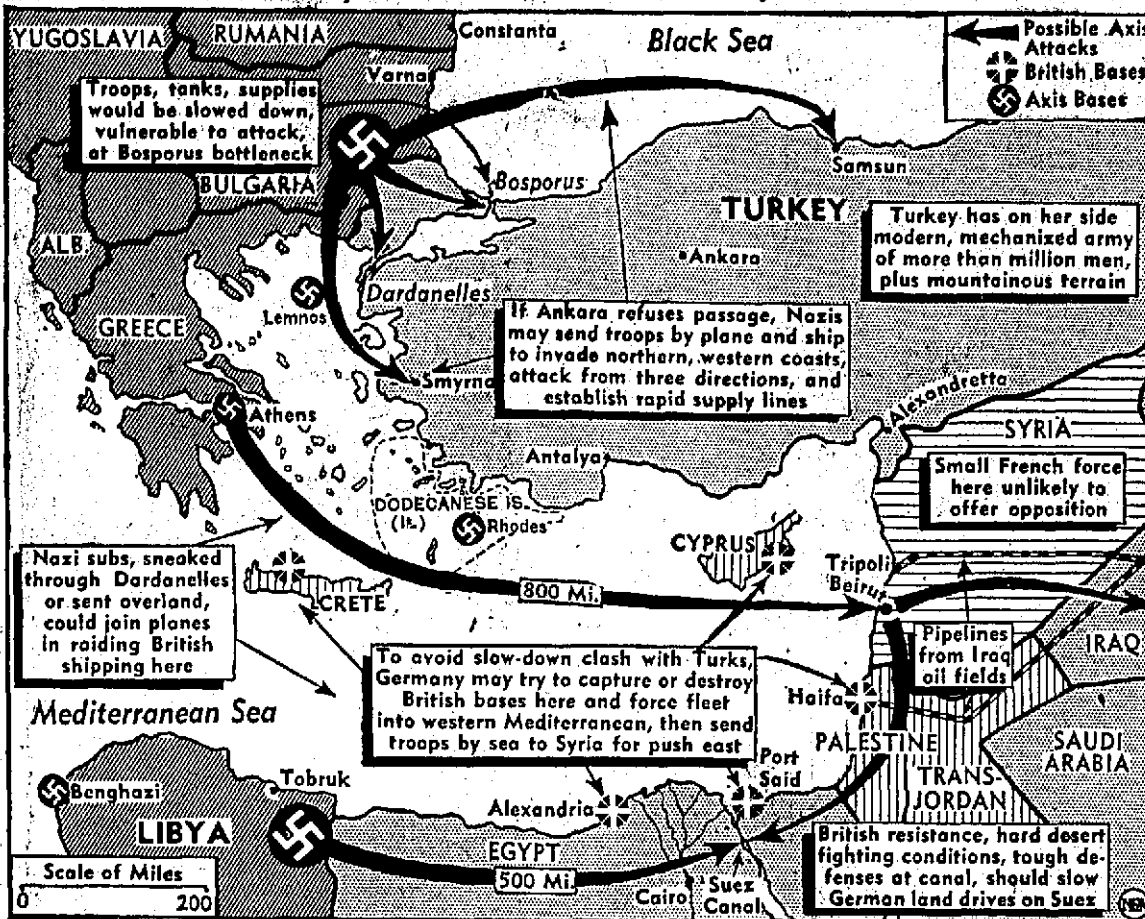 YUGOSLAVIA
RUMANIA
Constanta
Black Sea
Possible Axis
Attacks
British Bases
Axis Bases
Varna
Troops, tanks, supplies
would be slowed down,
vulnerable to attack,
at Bosporus bottleneck
BULGARIA
Bosporus
Samsun
TURKEY
Turkey has on her side
modern, mechanized army
of more than million men,
plus mountainous terrain
ALB.
Ankara
Dardanelles
Lemnos
GREECE
If Ankara refuses passage, Nazis
may send troops by plane and ship
to invade northern, western coasts,
attack from three directions, and
establish rapid supply lines
Smyrna
Athens
Alexandretta
SYRIA
Antalya
Small French force
here unlikely to
offer opposition
DODECANESE IS.
(It.)
Rhodes
CYPRUS
Nazi subs, sneaked
through Dardanelles
or sent overland,
could join planes
in raiding British
shipping here
CRETE
800 Mi.
Tripoli
Beirut
Pipelines
from Iraq
oil fields
IRAQ
To avoid slow-down clash with Turks,
Germany may try to capture or destroy
British bases here and force fleet
into western Mediterranean, then send
troops by sea to Syria for push east
Haifa
Mediterranean Sea
PALESTINE
SAUDI
ARABIA
Port
Said
TRANS-
JORDAN
Benghazi
Tobruk
Alexandria
LIBYA
EGYPT
500 Mi.
British resistance, hard desert
fighting conditions, tough de-
fenses at canal, should slow
German land drives on Suez
Scale of Miles
0 200
Cairo
Suez
Canal